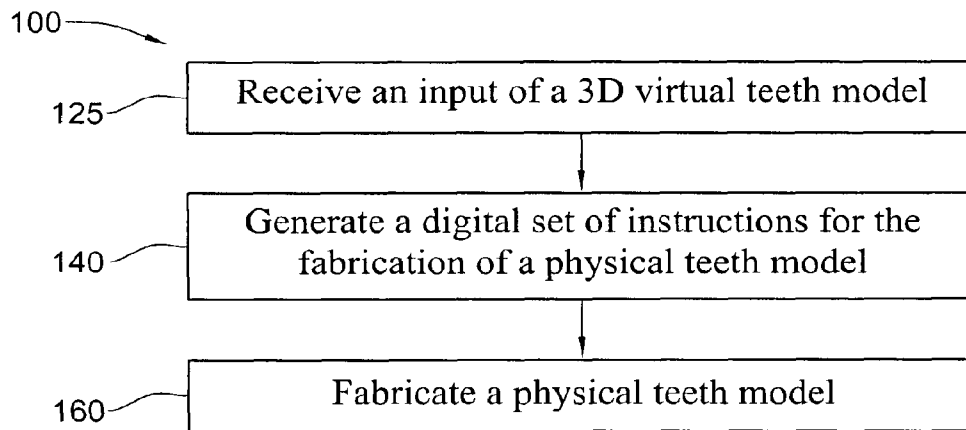 100
Receive an input of a 3D virtual teeth model
125
Generate a digital set of instructions for the
fabrication of a physical teeth model
140
Fabricate a physical teeth model
160